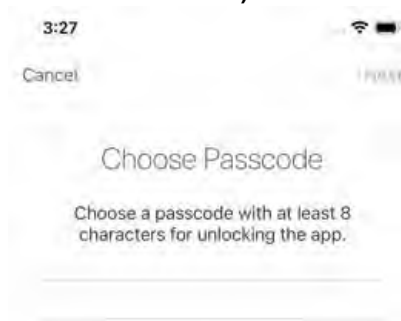 3:27
Cancel
Choose Passcode
Choose a passcode with at least 8
characters for unlocking the app.